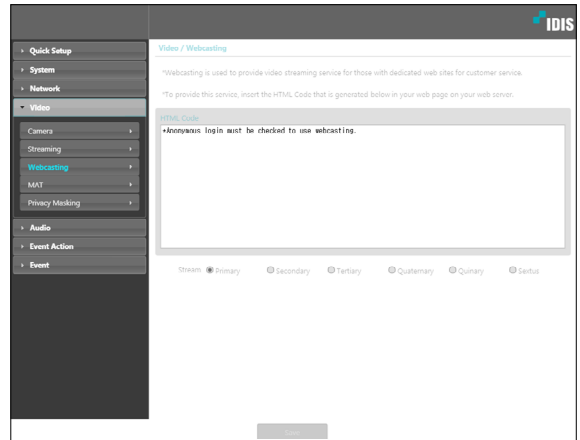 IDIS
Quick Setup
System
Network
Video
Camera
Streaming
Webcasting
MAT
Privacy Masking
Audio
Event Action
Event
Video / Webcasting
*Webcasting is used to provide video streaming service for those with dedicated web sites for customer service.
*To provide this service, insert the HTML Code that is generated below in your web page on your web server.
HTML Code
*Anonymous login must be checked to use webcasting.
Stream Primary Secondary Tertiary Quaternary Quinary Sextus
Save